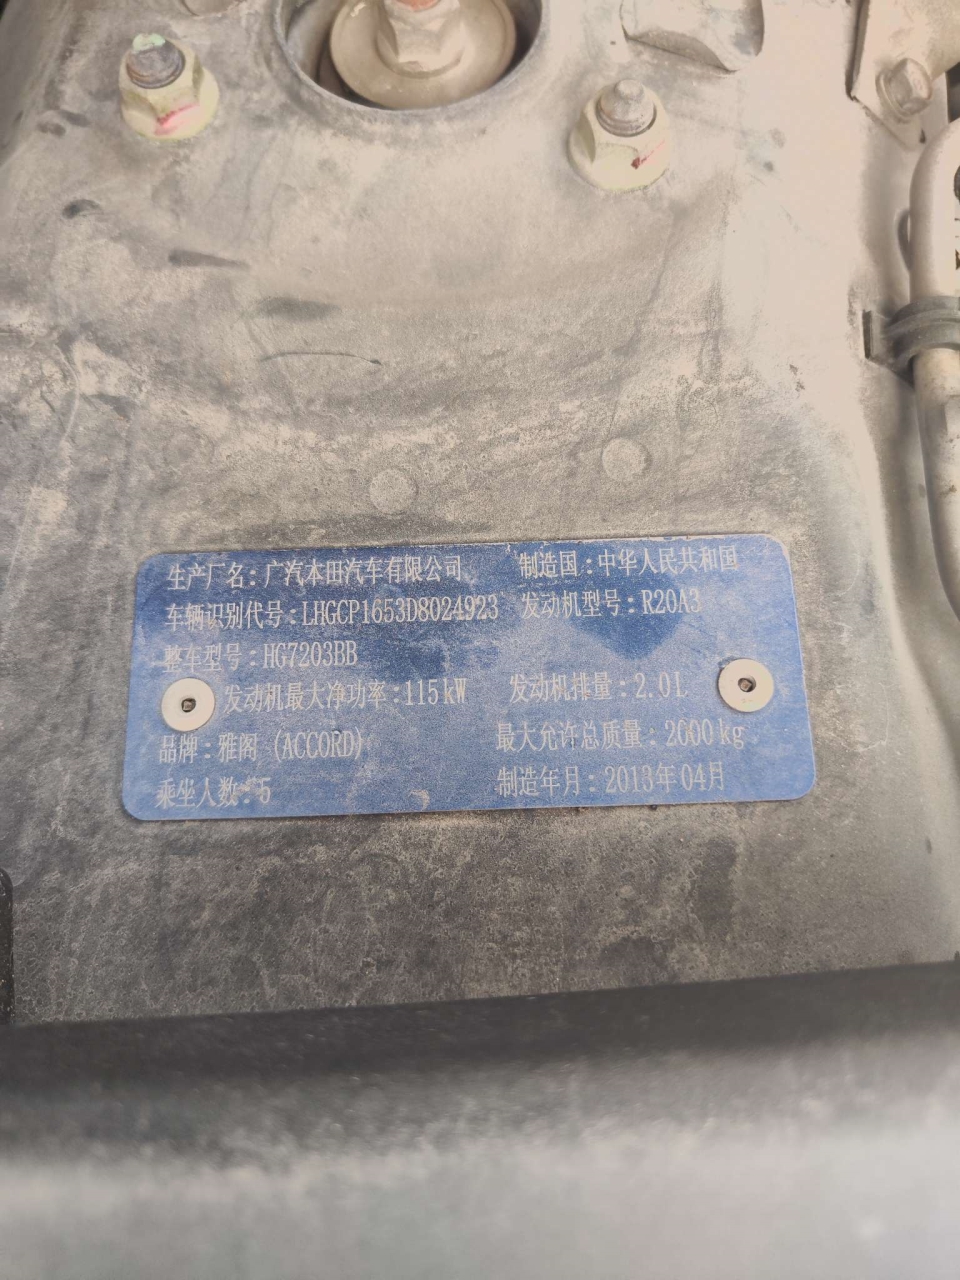 生产厂名：广汽本田汽车有限公司 制造国：中华人民共和国
车辆识别代号：LHGCP1653D8024923 发动机型号：R20A3
整车型号：HG7203BB
发动机最大净功率：115kW 发动机排量：2.0L
品牌：雅阁 (ACCORD) 最大允许总质量：2000kg
乘坐人数：5 制造年月：2013年04月